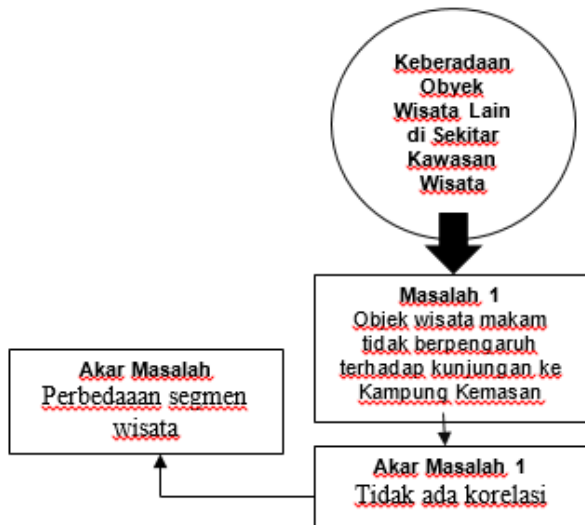 Keberadaan
Obyek
Wisata Lain
di Sekitar
Kawasan
Wisata
Masalah 1
Objek wisata makam
tidak berpengaruh
terhadap kunjungan ke
Kampung Kemasan
Akar Masalah
Perbedaaan segmen
wisata
Akar Masalah 1
Tidak ada korelasi